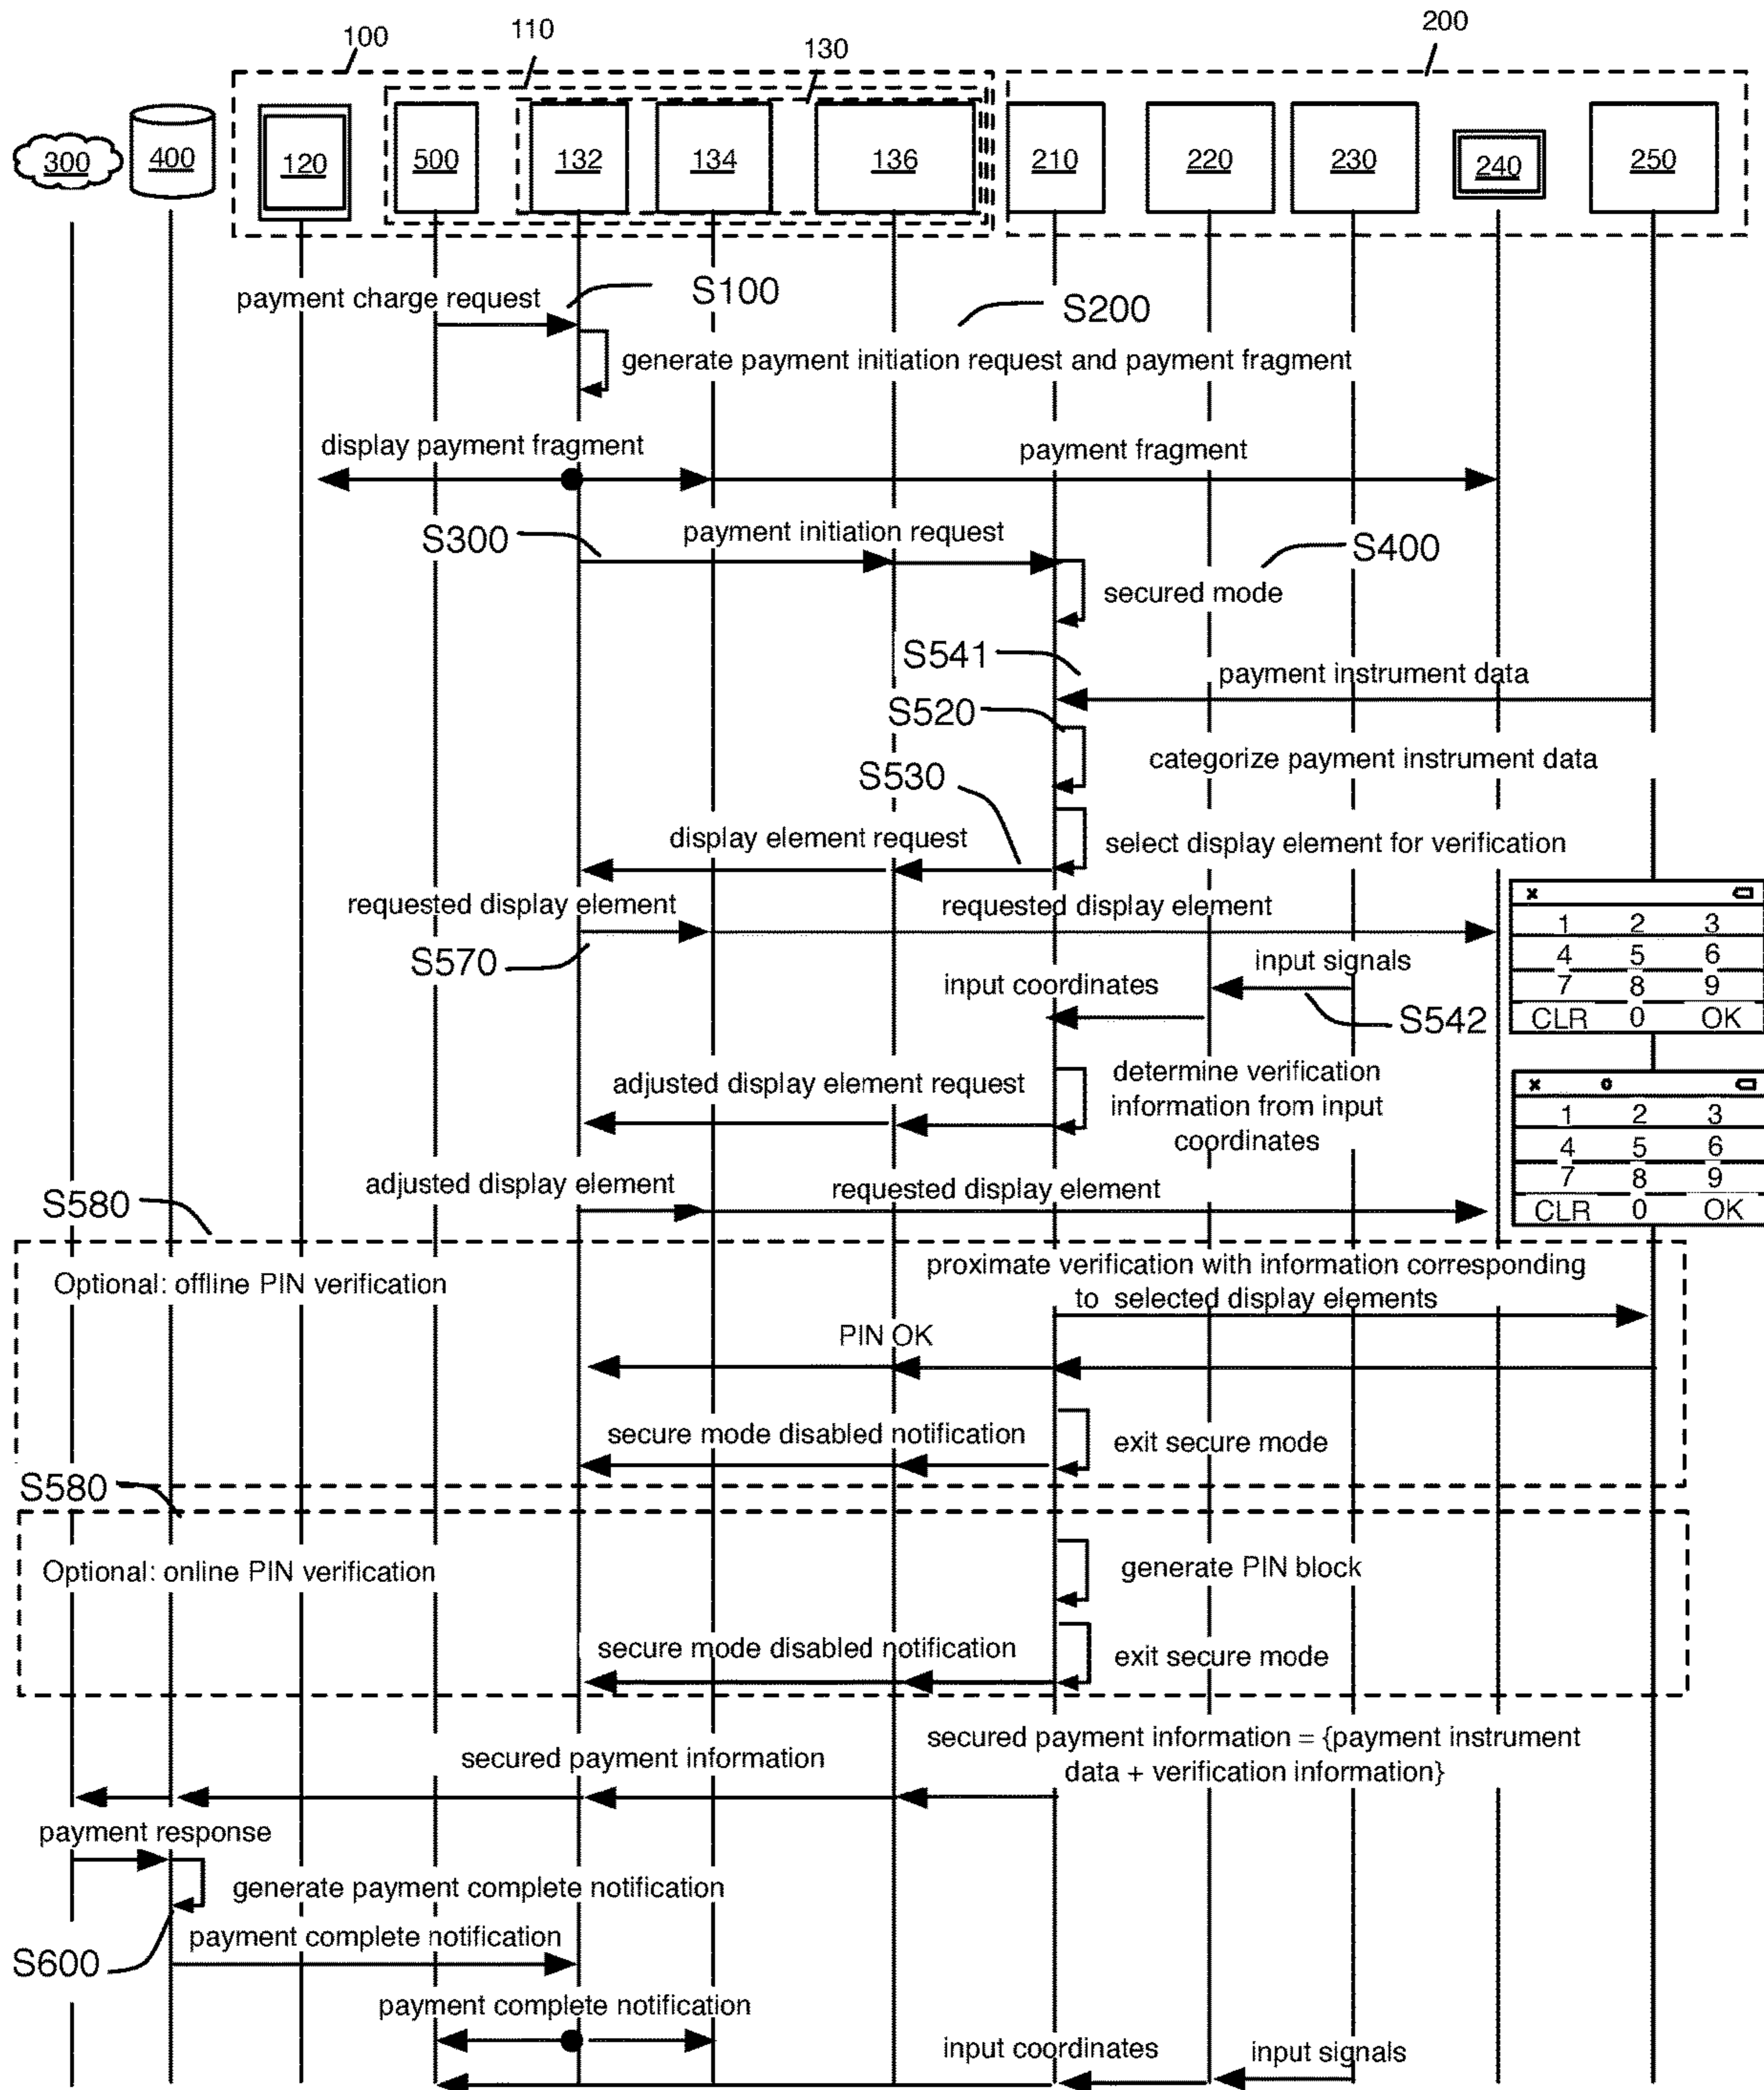 100
110
130
200
300
400
120
500
132
134
136
210
220
230
240
250
payment charge request
S100
S200
generate payment initiation request and payment fragment
display payment fragment
payment fragment
S300
payment initiation request
S400
secured mode
S541
payment instrument data
S520
categorize payment instrument data
S530
display element request
select display element for verification
requested display element
requested display element
x
1 2 3
4 5 6
7 8 9
CLR 0 OK
S570
input signals
input coordinates
S542
adjusted display element request
determine verification
information from input
coordinates
x o
1 2 3
4 5 6
7 8 9
CLR 0 OK
adjusted display element
requested display element
S580
Optional: offline PIN verification
proximate verification with information corresponding
to selected display elements
PIN OK
secure mode disabled notification
exit secure mode
S580
Optional: online PIN verification
generate PIN block
secure mode disabled notification
exit secure mode
secured payment information
secured payment information = {payment instrument
data + verification information}
payment response
generate payment complete notification
S600
payment complete notification
payment complete notification
input coordinates
input signals